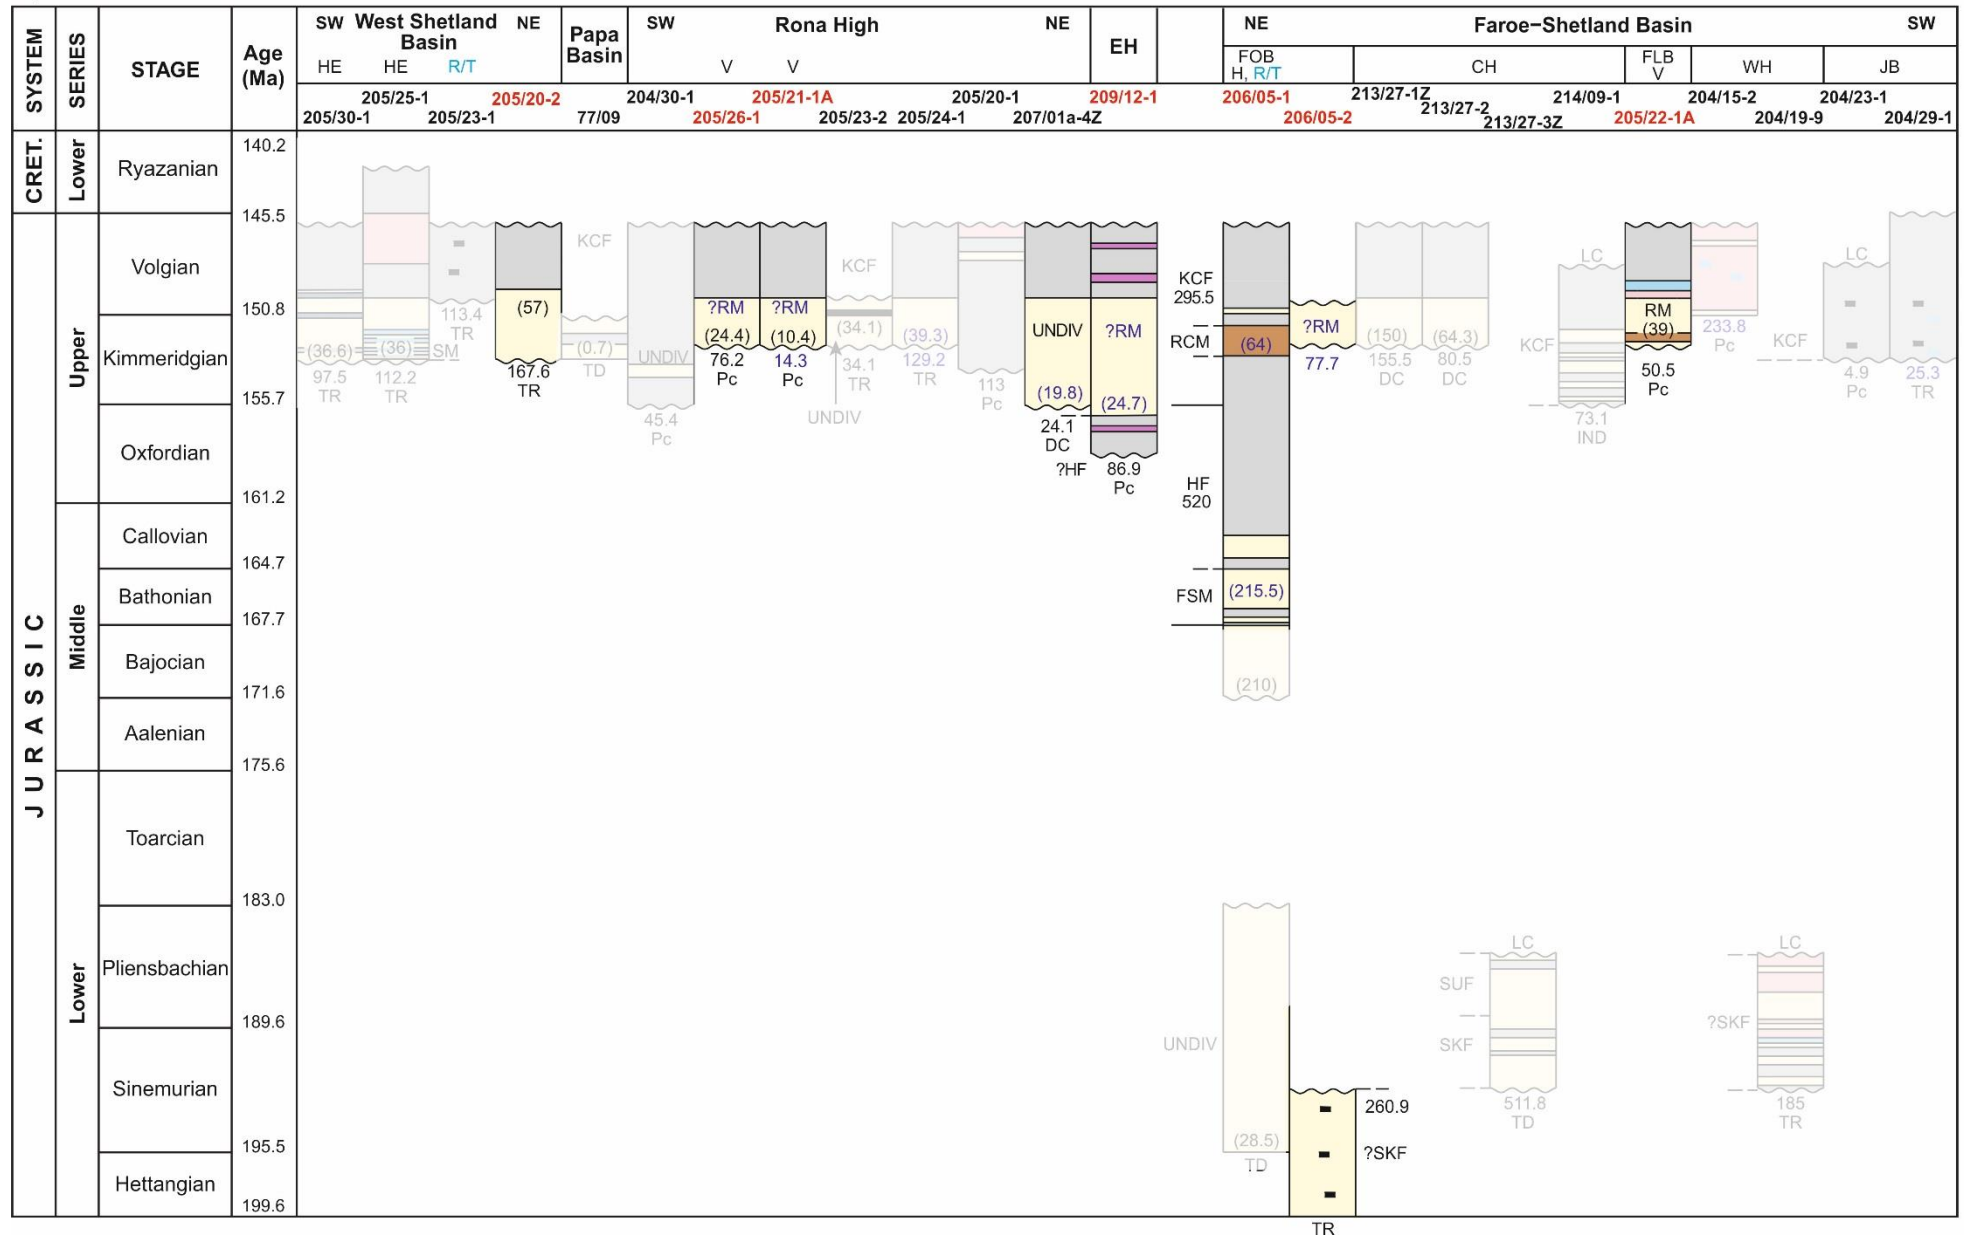 SYSTEM
SERIES
STAGE
Age
(Ma)
SW West Shetland NE
Basin
HE HE R/T
Papa
Basin
SW Rona High NE
V V
EH
NE Faroe−Shetland Basin SW
FOB
H, R/T
CH
FLB
V
WH
JB
205/25-1 205/20-2 204/30-1 205/21-1A 205/20-1 209/12-1 206/05-1 213/27-1Z 213/27-2 214/09-1 204/15-2 204/23-1
205/30-1 205/23-1 77/09 205/26-1 205/23-2 205/24-1 207/01a-4Z 206/05-2 213/27-3Z 205/22-1A 204/19-9 204/29-1
CRET.
Lower
Ryazanian
140.2
145.5
JURASSIC
Upper
Volgian
150.8
Kimmeridgian
155.7
Oxfordian
161.2
Middle
Callovian
164.7
Bathonian
167.7
Bajocian
171.6
Aalenian
175.6
Lower
Toarcian
183.0
Pliensbachian
189.6
Sinemurian
195.5
Hettangian
199.6
(36.6)
97.5
TR
(36)
SM
112.2
TR
113.4
TR
(57)
167.6
TR
KCF
(0.7)
TD
UNDIV
45.4
Pc
?RM
(24.4)
76.2
Pc
?RM
(10.4)
14.3
Pc
KCF
(34.1)
34.1
TR
UNDIV
(39.3)
129.2
TR
113
Pc
UNDIV
(19.8)
24.1
DC
?HF
?RM
(24.7)
86.9
Pc
KCF
295.5
RCM
(64)
HF
520
FSM
(215.5)
(210)
?RM
77.7
(150)
155.5
DC
(64.3)
80.5
DC
LC
KCF
73.1
IND
RM
(39)
50.5
Pc
233.8
Pc
KCF
LC
4.9
Pc
25.3
TR
UNDIV
(28.5)
TD
260.9
?SKF
TR
LC
SUF
SKF
511.8
TD
LC
?SKF
185
TR